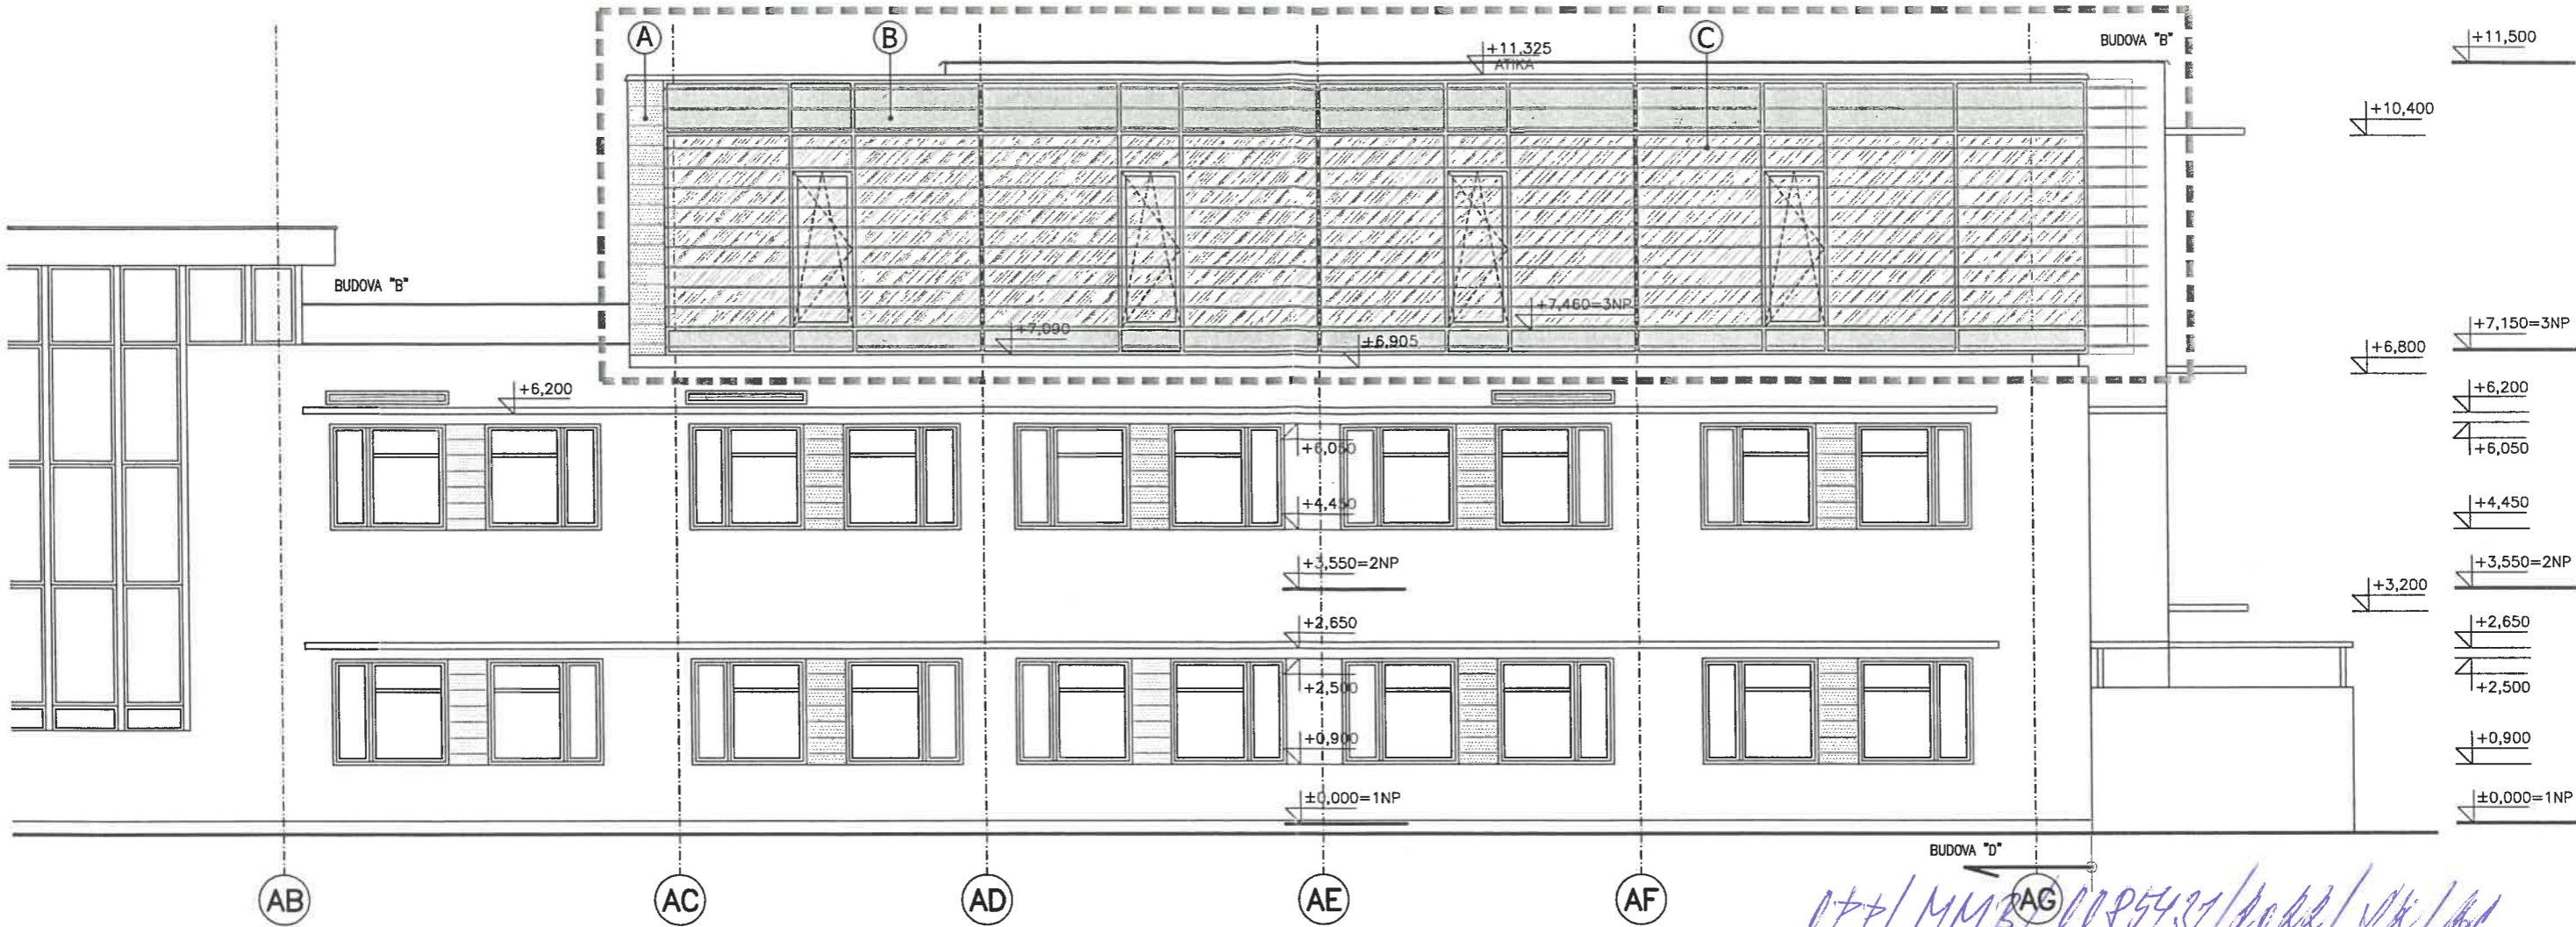 A
B
C
+11,325
ATIKA
BUDOVA "B"
+11,500
+10,400
BUDOVA "B"
+7,460=3NP
+7,090
+6,905
+7,150=3NP
+6,800
+6,200
+6,200
+6,050
+6,050
+4,450
+4,450
+3,550=2NP
+3,550=2NP
+3,200
+2,650
+2,650
+2,500
+2,500
+0,900
+0,900
±0,000=1NP
±0,000=1NP
BUDOVA "D"
AB
AC
AD
AE
AF
AG